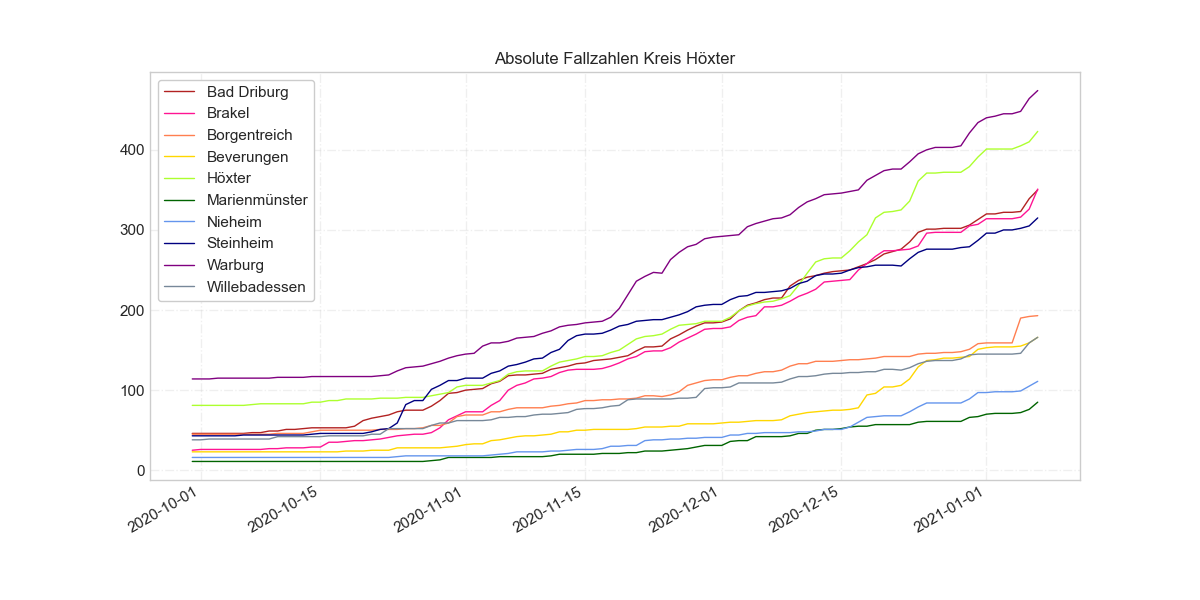 Absolute Fallzahlen Kreis Höxter
Bad Driburg
Brakel
Borgentreich
Beverungen
Höxter
Marienmünster
Nieheim
Steinheim
Warburg
Willebadessen
400
300
200
100
0
2020-10-01
2020-10-15
2020-11-01
2020-11-15
2020-12-01
2020-12-15
2021-01-01